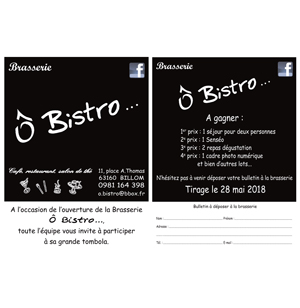 Brasserie
Ô Bistro...
Café, restaurant, salon de thé
11, place A.Thomas
63160 BILLOM
0981 164 398
o.bistro@bbox.fr
A l'occasion de l'ouverture de la Brasserie
Ô Bistro...,
toute l'équipe vous invite à participer
à sa grande tombola.
Brasserie
Ô Bistro...
A gagner :
1er prix : 1 séjour pour deux personnes
2e prix : 1 Senséo
3e prix : 2 repas dégustation
4e prix : 1 cadre photo numérique
et bien d'autres lots...
N'hésitez pas à venir déposer votre bulletin à la brasserie
Tirage le 28 mai 2018
Bulletin à déposer à la brasserie
Nom :
Prénom :
Adresse :
Tél. :
E-mail :